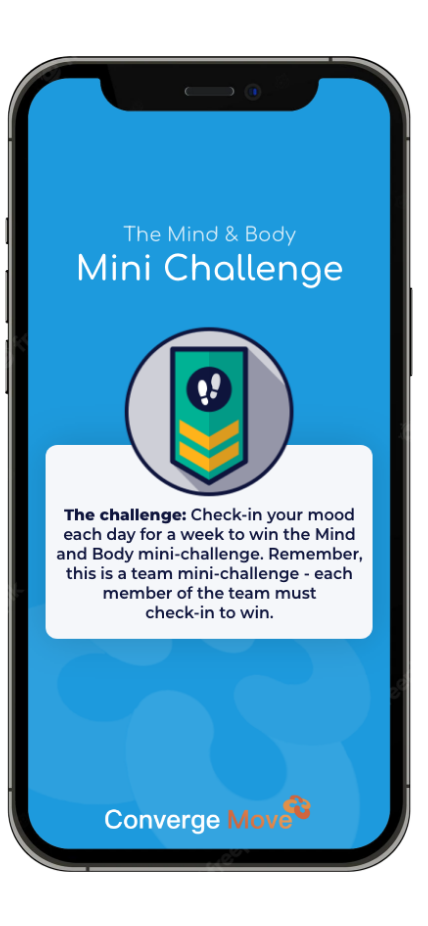 The Mind & Body
Mini Challenge
The challenge: Check-in your mood
each day for a week to win the Mind
and Body mini-challenge. Remember,
this is a team mini-challenge - each
member of the team must
check-in to win.
Converge Move